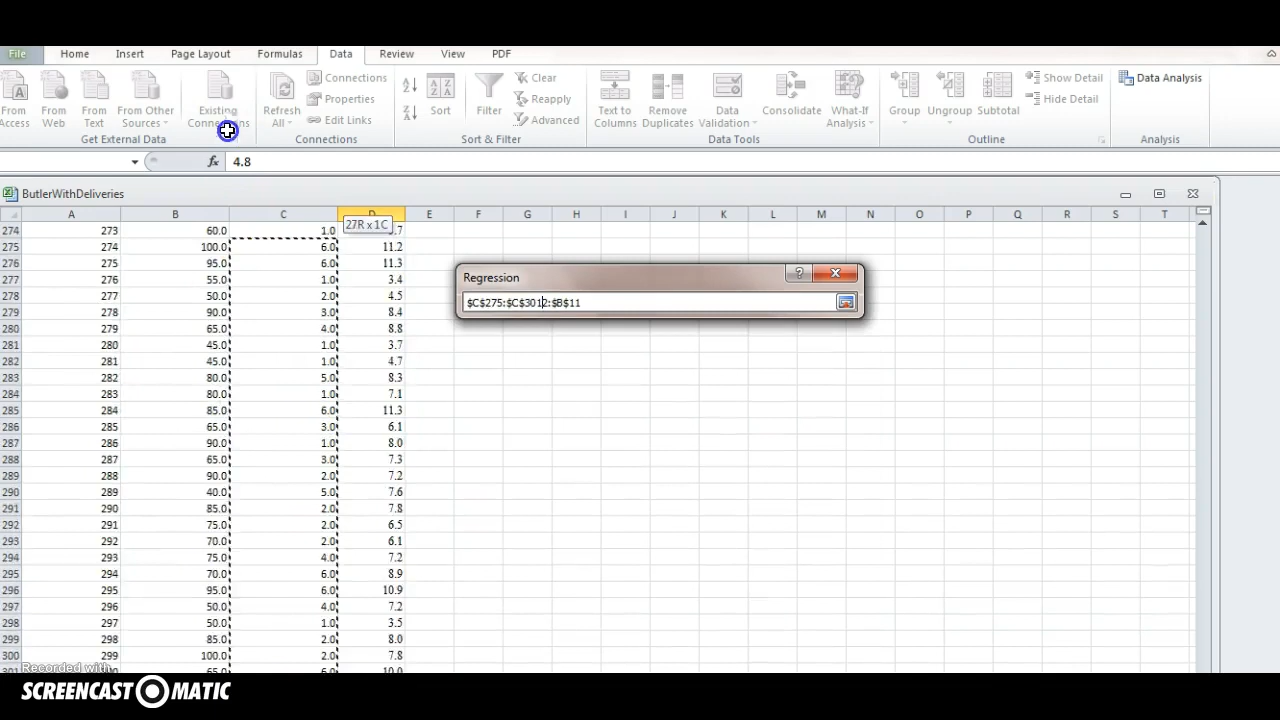 File Home Insert Page Layout Formulas Data Review View PDF
From Access From Web From Text From Other Sources Existing Connections Refresh All Connections Properties Edit Links Sort Filter Clear Reapply Advanced Text to Columns Remove Duplicates Data Validation Consolidate What-If Analysis Group Ungroup Subtotal Show Detail Hide Detail Data Analysis
Get External Data Connections Sort & Filter Data Tools Outline Analysis
fx 4.8
ButlerWithDeliveries
A B C D E F G H I J K L M N O P Q R S T
27R x 1C
274 273 60.0 1.0 .7
275 274 100.0 6.0 11.2
276 275 95.0 6.0 11.3
Regression
277 276 55.0 1.0 3.4
278 277 50.0 2.0 4.5
$C$275:$C$3012:$B$11
279 278 90.0 3.0 8.4
280 279 65.0 4.0 8.8
281 280 45.0 1.0 3.7
282 281 45.0 1.0 4.7
283 282 80.0 5.0 8.3
284 283 80.0 1.0 7.1
285 284 85.0 6.0 11.3
286 285 65.0 3.0 6.1
287 286 90.0 1.0 8.0
288 287 65.0 3.0 7.3
289 288 90.0 2.0 7.2
290 289 40.0 5.0 7.6
291 290 85.0 2.0 7.8
292 291 75.0 2.0 6.5
293 292 70.0 2.0 6.1
294 293 75.0 4.0 7.2
295 294 70.0 6.0 8.9
296 295 95.0 6.0 10.9
297 296 50.0 4.0 7.2
298 297 50.0 1.0 3.5
299 298 85.0 2.0 8.0
300 299 100.0 2.0 7.8
301 300 65.0 6.0 10.0
Recorded with
SCREENCAST MATIC